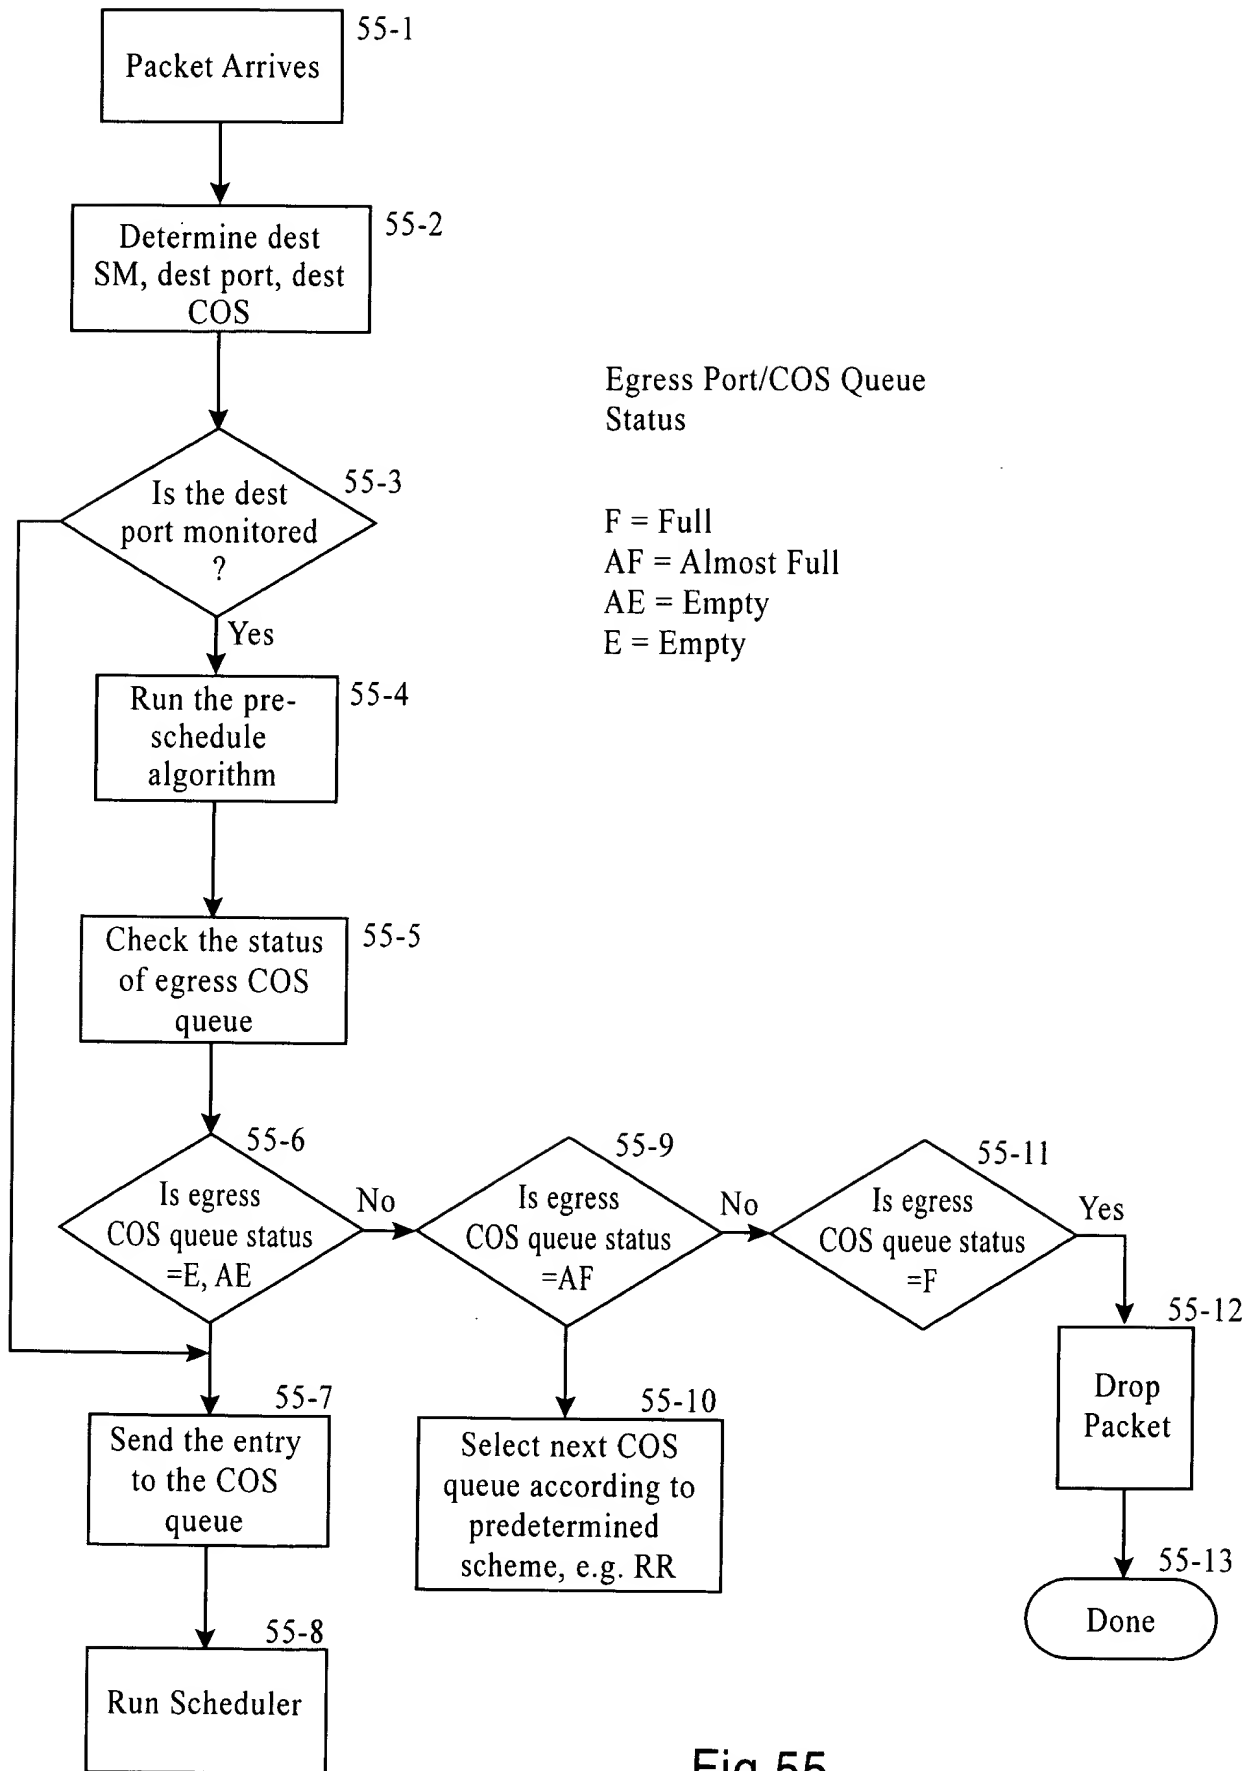 55-1
Packet Arrives
55-2
Determine dest
SM, dest port, dest
COS
Egress Port/COS Queue
Status
F = Full
AF = Almost Full
AE = Empty
E = Empty
55-3
Is the dest
port monitored
?
Yes
55-4
Run the pre-
schedule
algorithm
55-5
Check the status
of egress COS
queue
55-6
Is egress
COS queue status
=E, AE
No
55-9
Is egress
COS queue status
=AF
No
55-11
Is egress
COS queue status
=F
Yes
55-7
Send the entry
to the COS
queue
55-10
Select next COS
queue according to
predetermined
scheme, e.g. RR
55-12
Drop
Packet
55-13
Done
55-8
Run Scheduler
Fig 55